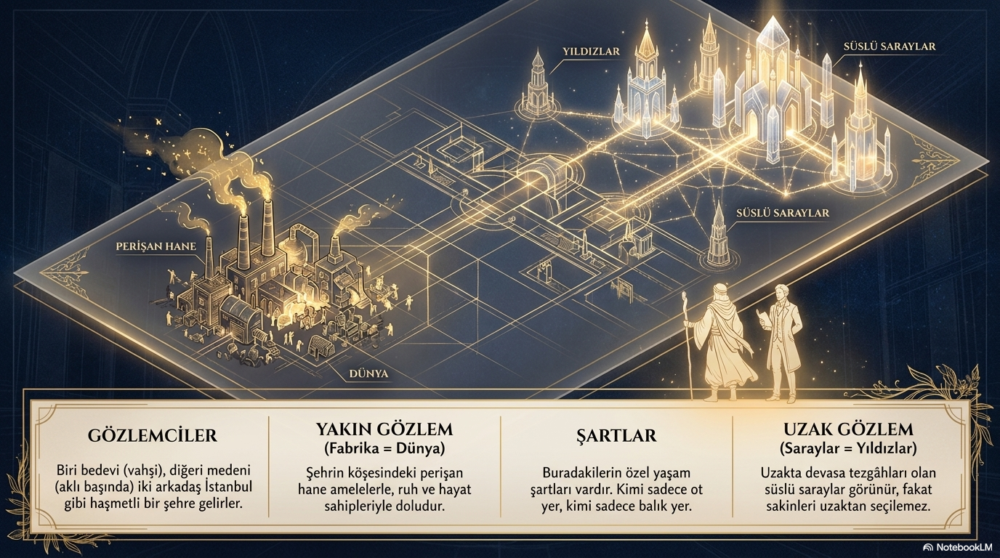 YILDIZLAR
SÜSLÜ SARAYLAR
SÜSLÜ SARAYLAR
PERİŞAN HANE
DÜNYA
GÖZLEMCİLER
Biri bedevi (vahşi), diğeri medeni
(aklı başında) iki arkadaş İstanbul
gibi haşmetli bir şehre gelirler.
YAKIN GÖZLEM
(Fabrika = Dünya)
Şehrin köşesindeki perişan
hane amelelerle, ruh ve hayat
sahipleriyle doludur.
ŞARTLAR
Buradakilerin özel yaşam
şartları vardır. Kimi sadece ot
yer, kimi sadece balık yer.
UZAK GÖZLEM
(Saraylar = Yıldızlar)
Uzakta devasa tezgâhları olan
süslü saraylar görünür, fakat
sakinleri uzaktan seçilemez.
NotebookLM